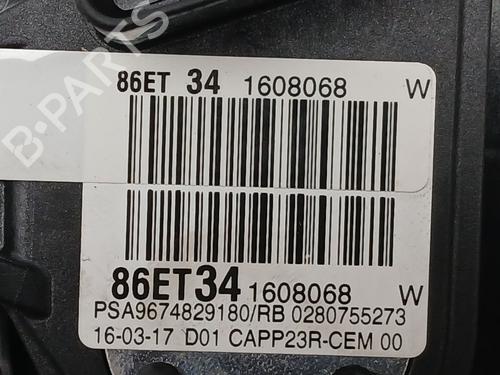 B-PARTS
86ET 34 1608068 W
86ET34 1608068 W
PSA9674829180/RB 0280755273
16-03-17 D01 CAPP23R-CEM 00